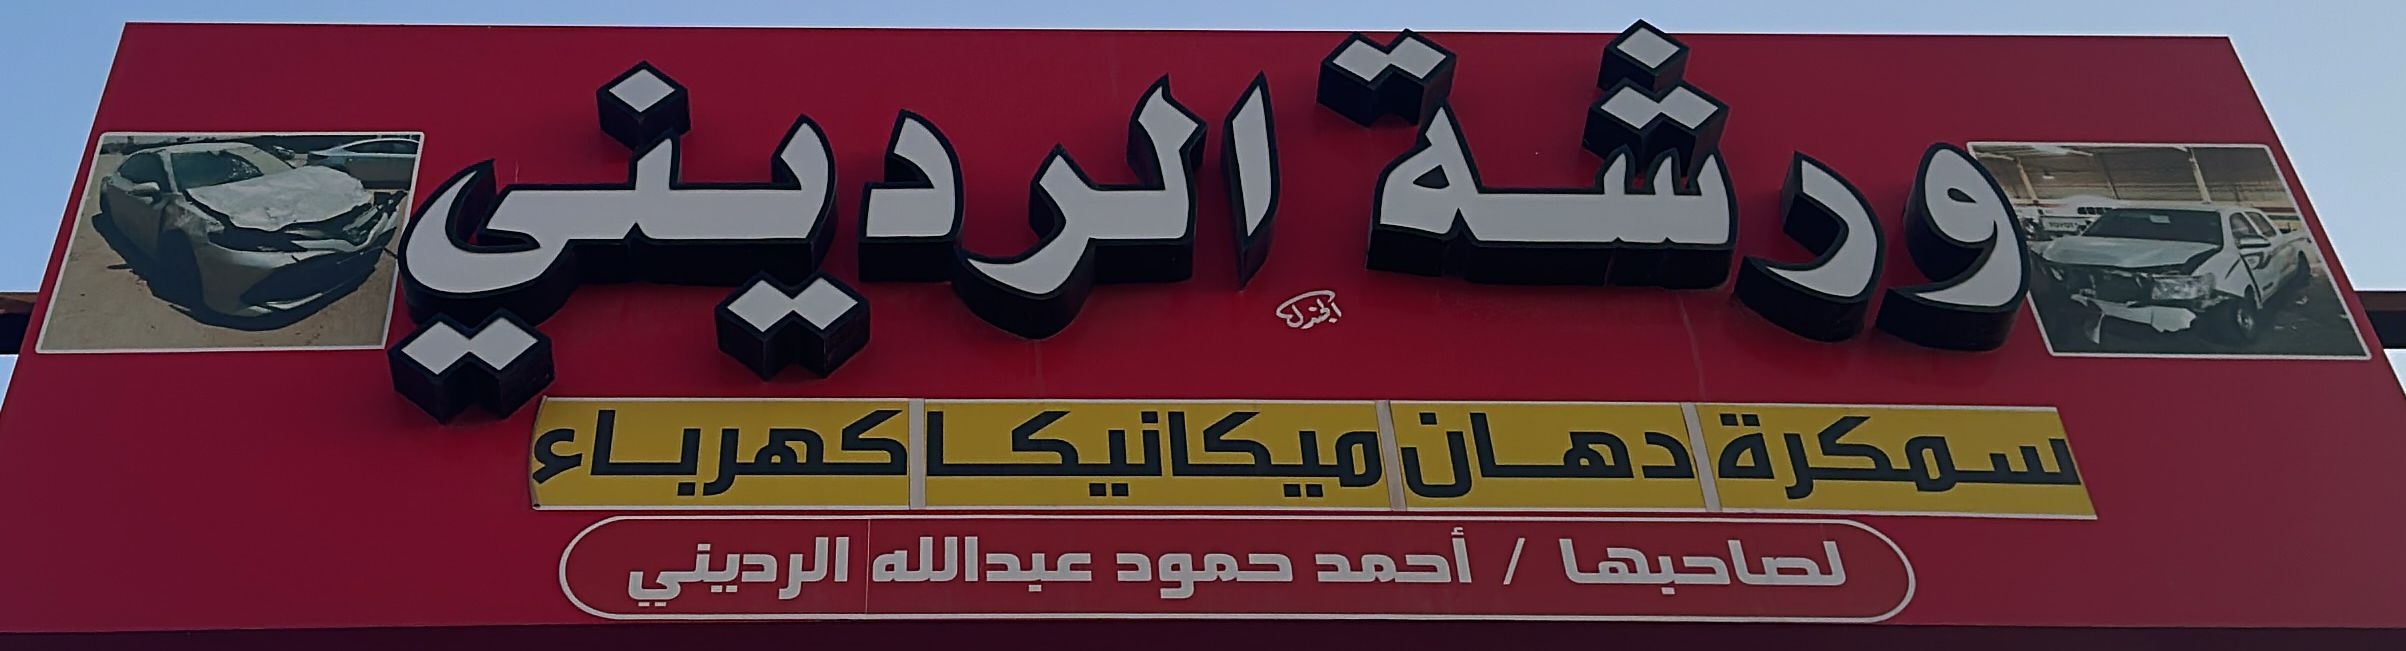 ورشة الرديني
سمكرة دهان ميكانيكا كهرباء
لصاحبها / أحمد حمود عبدالله الرديني